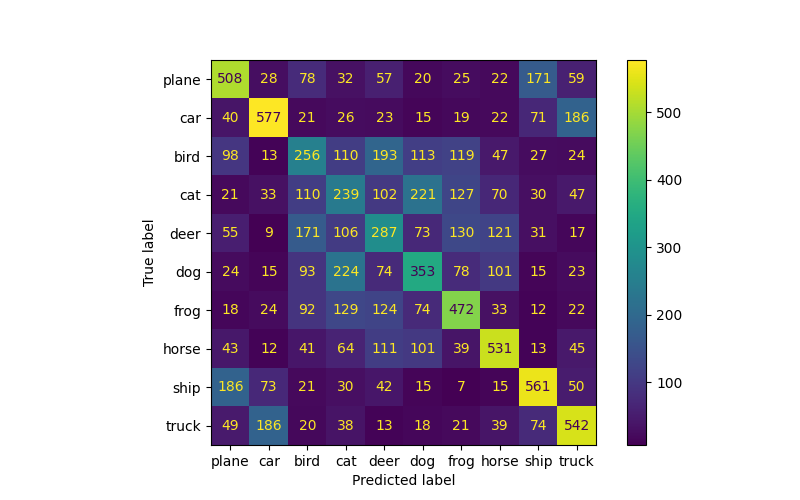 plane 508 28 78 32 57 20 25 22 171 59
car 40 577 21 26 23 15 19 22 71 186
bird 98 13 256 110 193 113 119 47 27 24
cat 21 33 110 239 102 221 127 70 30 47
deer 55 9 171 106 287 73 130 121 31 17
dog 24 15 93 224 74 353 78 101 15 23
frog 18 24 92 129 124 74 472 33 12 22
horse 43 12 41 64 111 101 39 531 13 45
ship 186 73 21 30 42 15 7 15 561 50
truck 49 186 20 38 13 18 21 39 74 542
plane car bird cat deer dog frog horse ship truck
Predicted label
True label
500
400
300
200
100